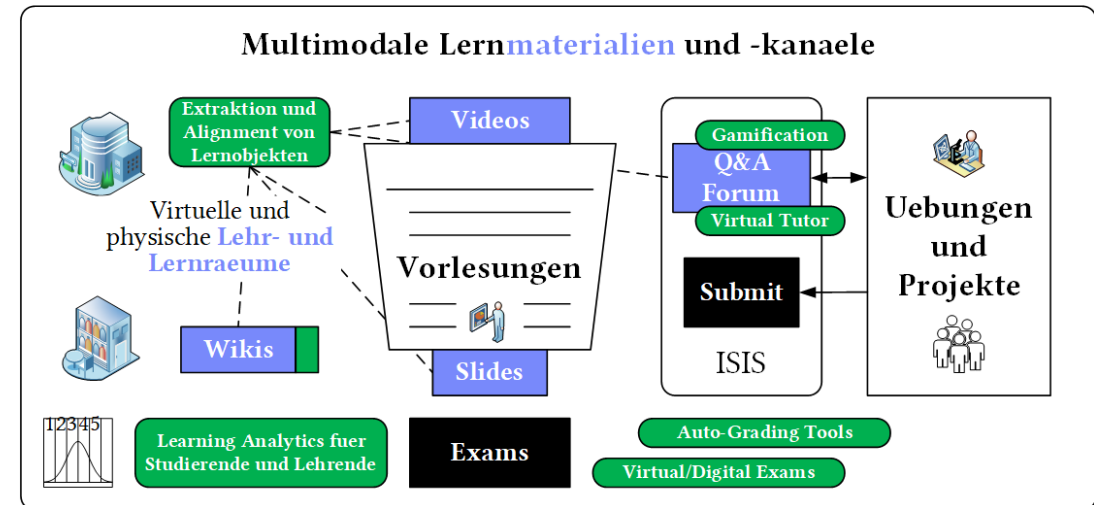 Multimodale Lernmaterialien und -kanaele
Extraktion und
Alignment von
Lernobjekten
Virtuelle und
physische Lehr- und
Lernraeume
Wikis
Videos
Vorlesungen
Slides
Gamification
Q&A
Forum
Virtual Tutor
Submit
ISIS
Uebungen
und
Projekte
12345
Learning Analytics fuer
Studierende und Lehrende
Exams
Auto-Grading Tools
Virtual/Digital Exams